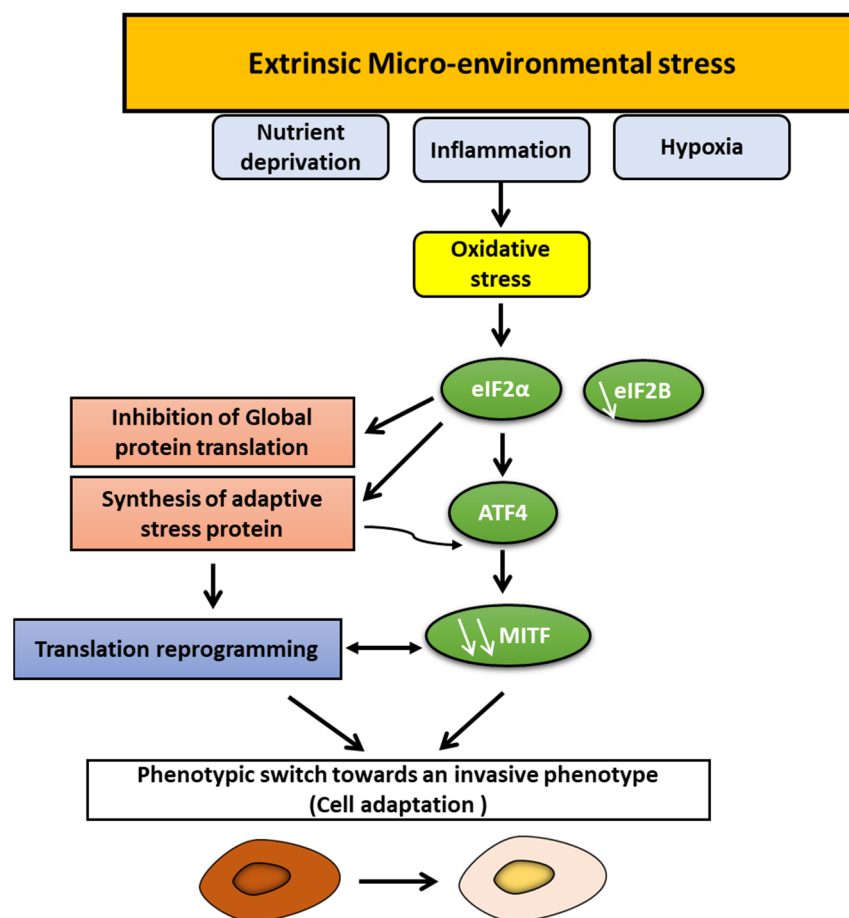 Extrinsic Micro-environmental stress
Nutrient
deprivation
Inflammation
Hypoxia
Oxidative
stress
eIF2α
eIF2B
Inhibition of Global
protein translation
Synthesis of adaptive
stress protein
ATF4
Translation reprogramming
MITF
Phenotypic switch towards an invasive phenotype
(Cell adaptation )